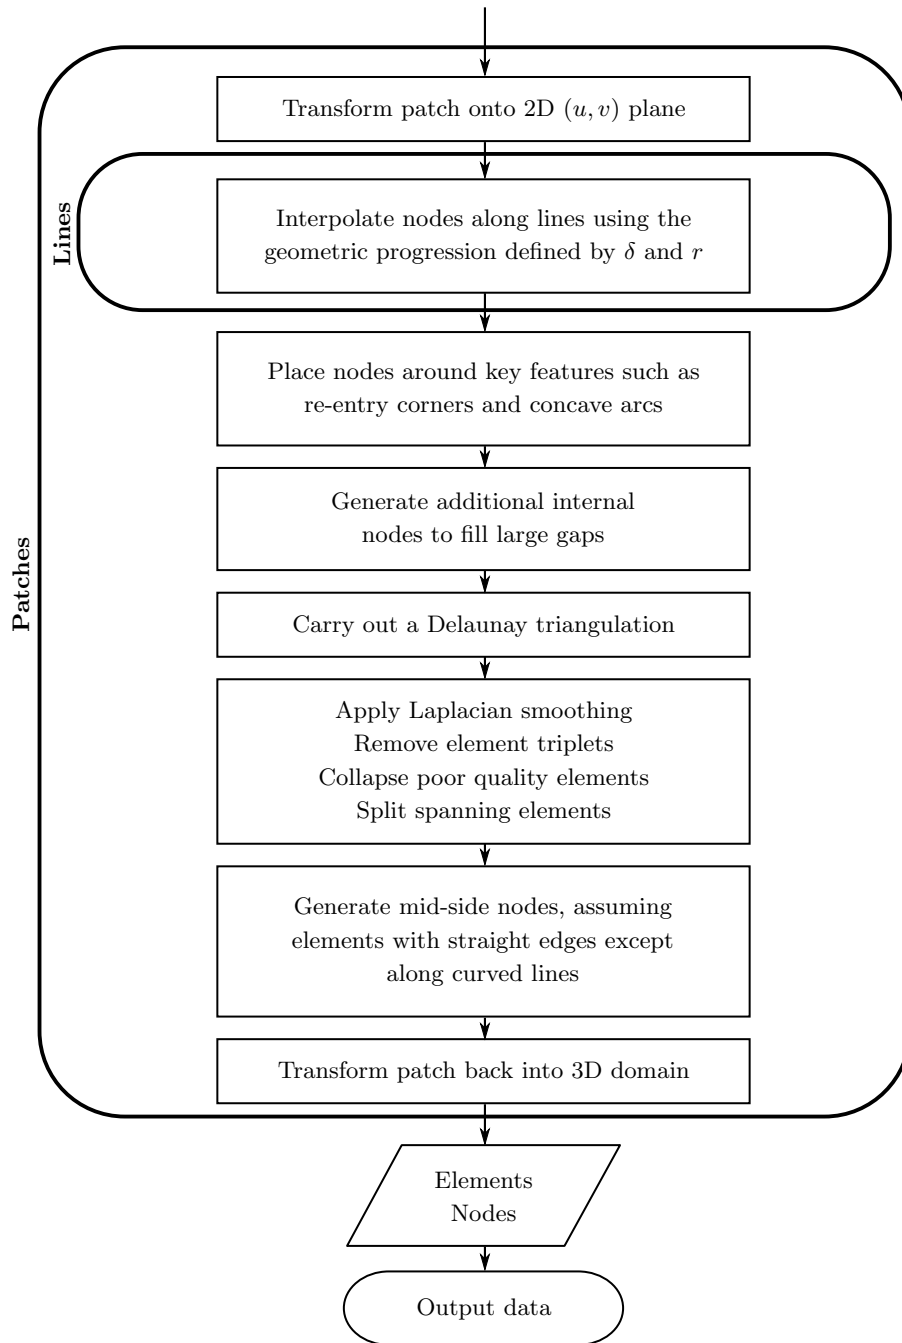 Transform patch onto 2D (u, v) plane
Lines
Interpolate nodes along lines using the
geometric progression defined by δ and r
Place nodes around key features such as
re-entry corners and concave arcs
Generate additional internal
nodes to fill large gaps
Patches
Carry out a Delaunay triangulation
Apply Laplacian smoothing
Remove element triplets
Collapse poor quality elements
Split spanning elements
Generate mid-side nodes, assuming
elements with straight edges except
along curved lines
Transform patch back into 3D domain
Elements
Nodes
Output data